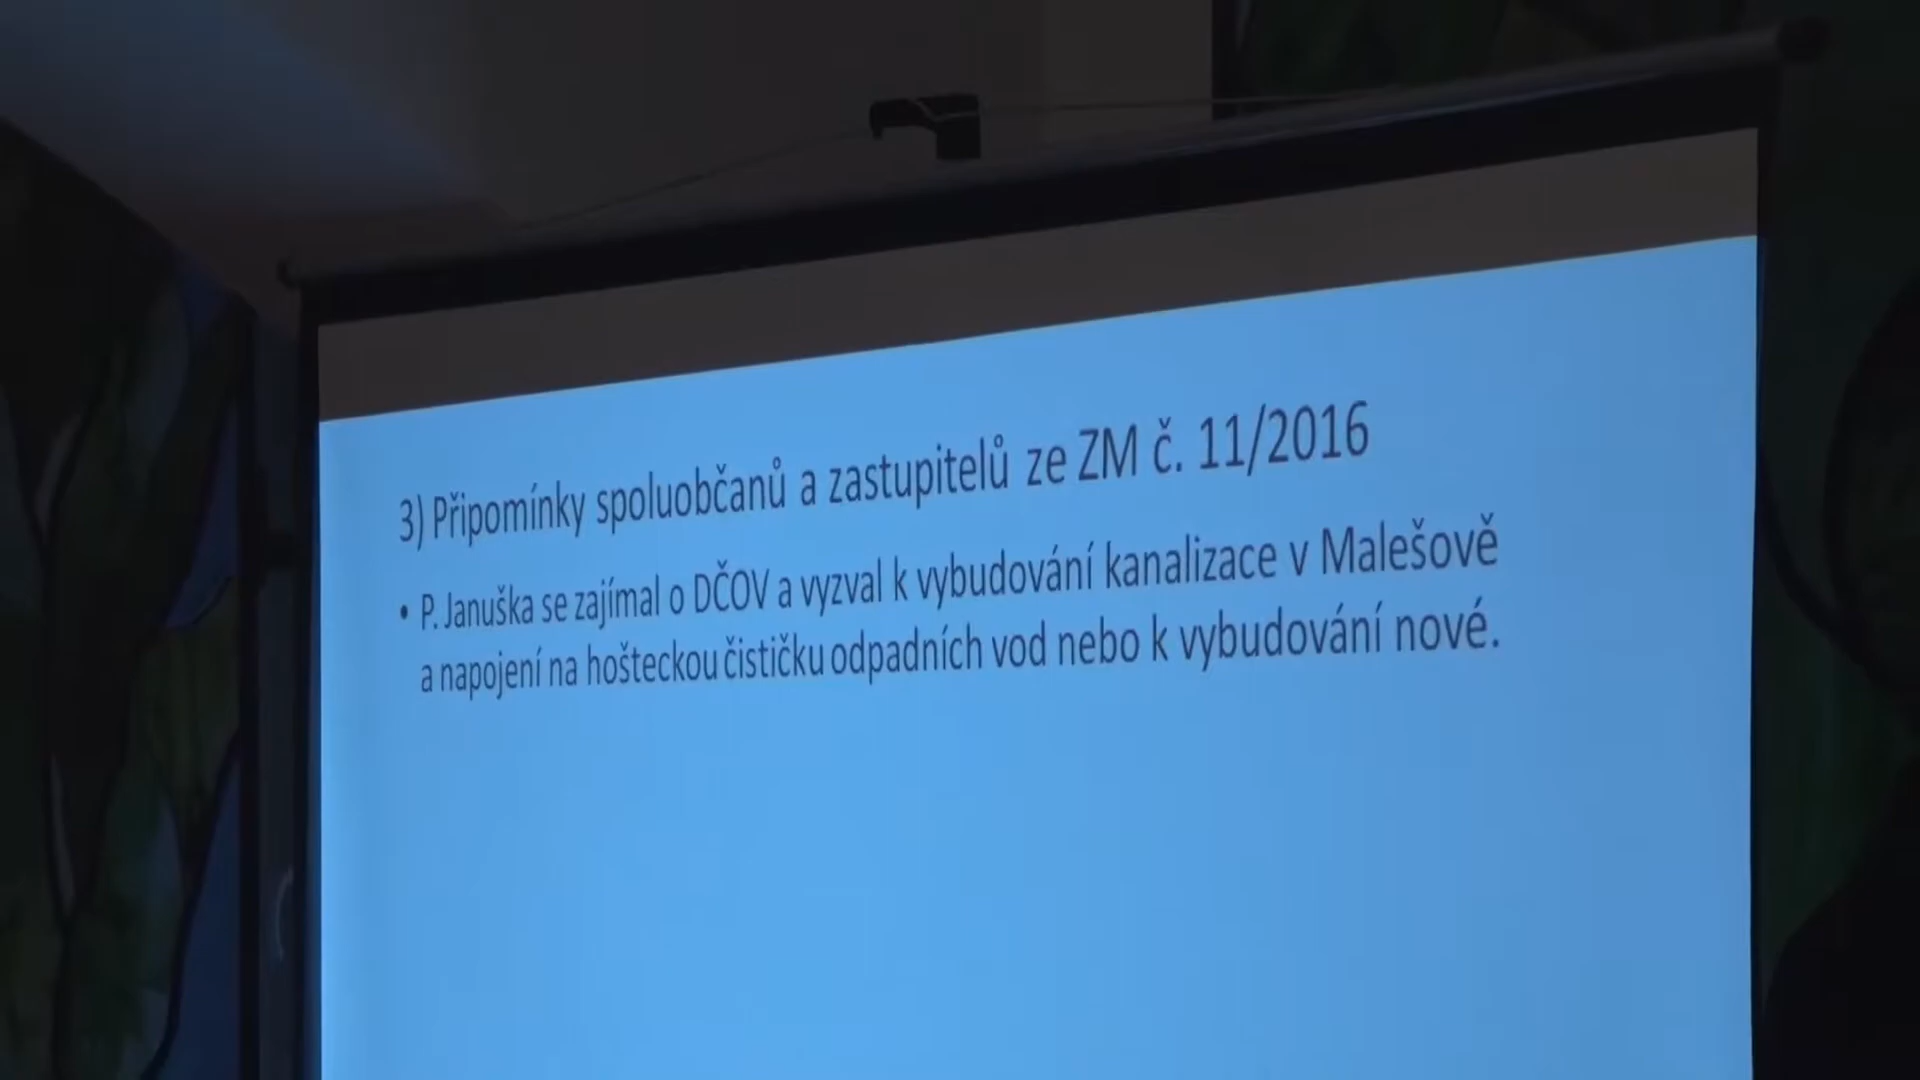 3) Připomínky spoluobčanů a zastupitelů ze ZM č. 11/2016
• P. Januška se zajímal o DČOV a vyzval k vybudování kanalizace v Malešově
a napojení na hošteckou čističku odpadních vod nebo k vybudování nové.